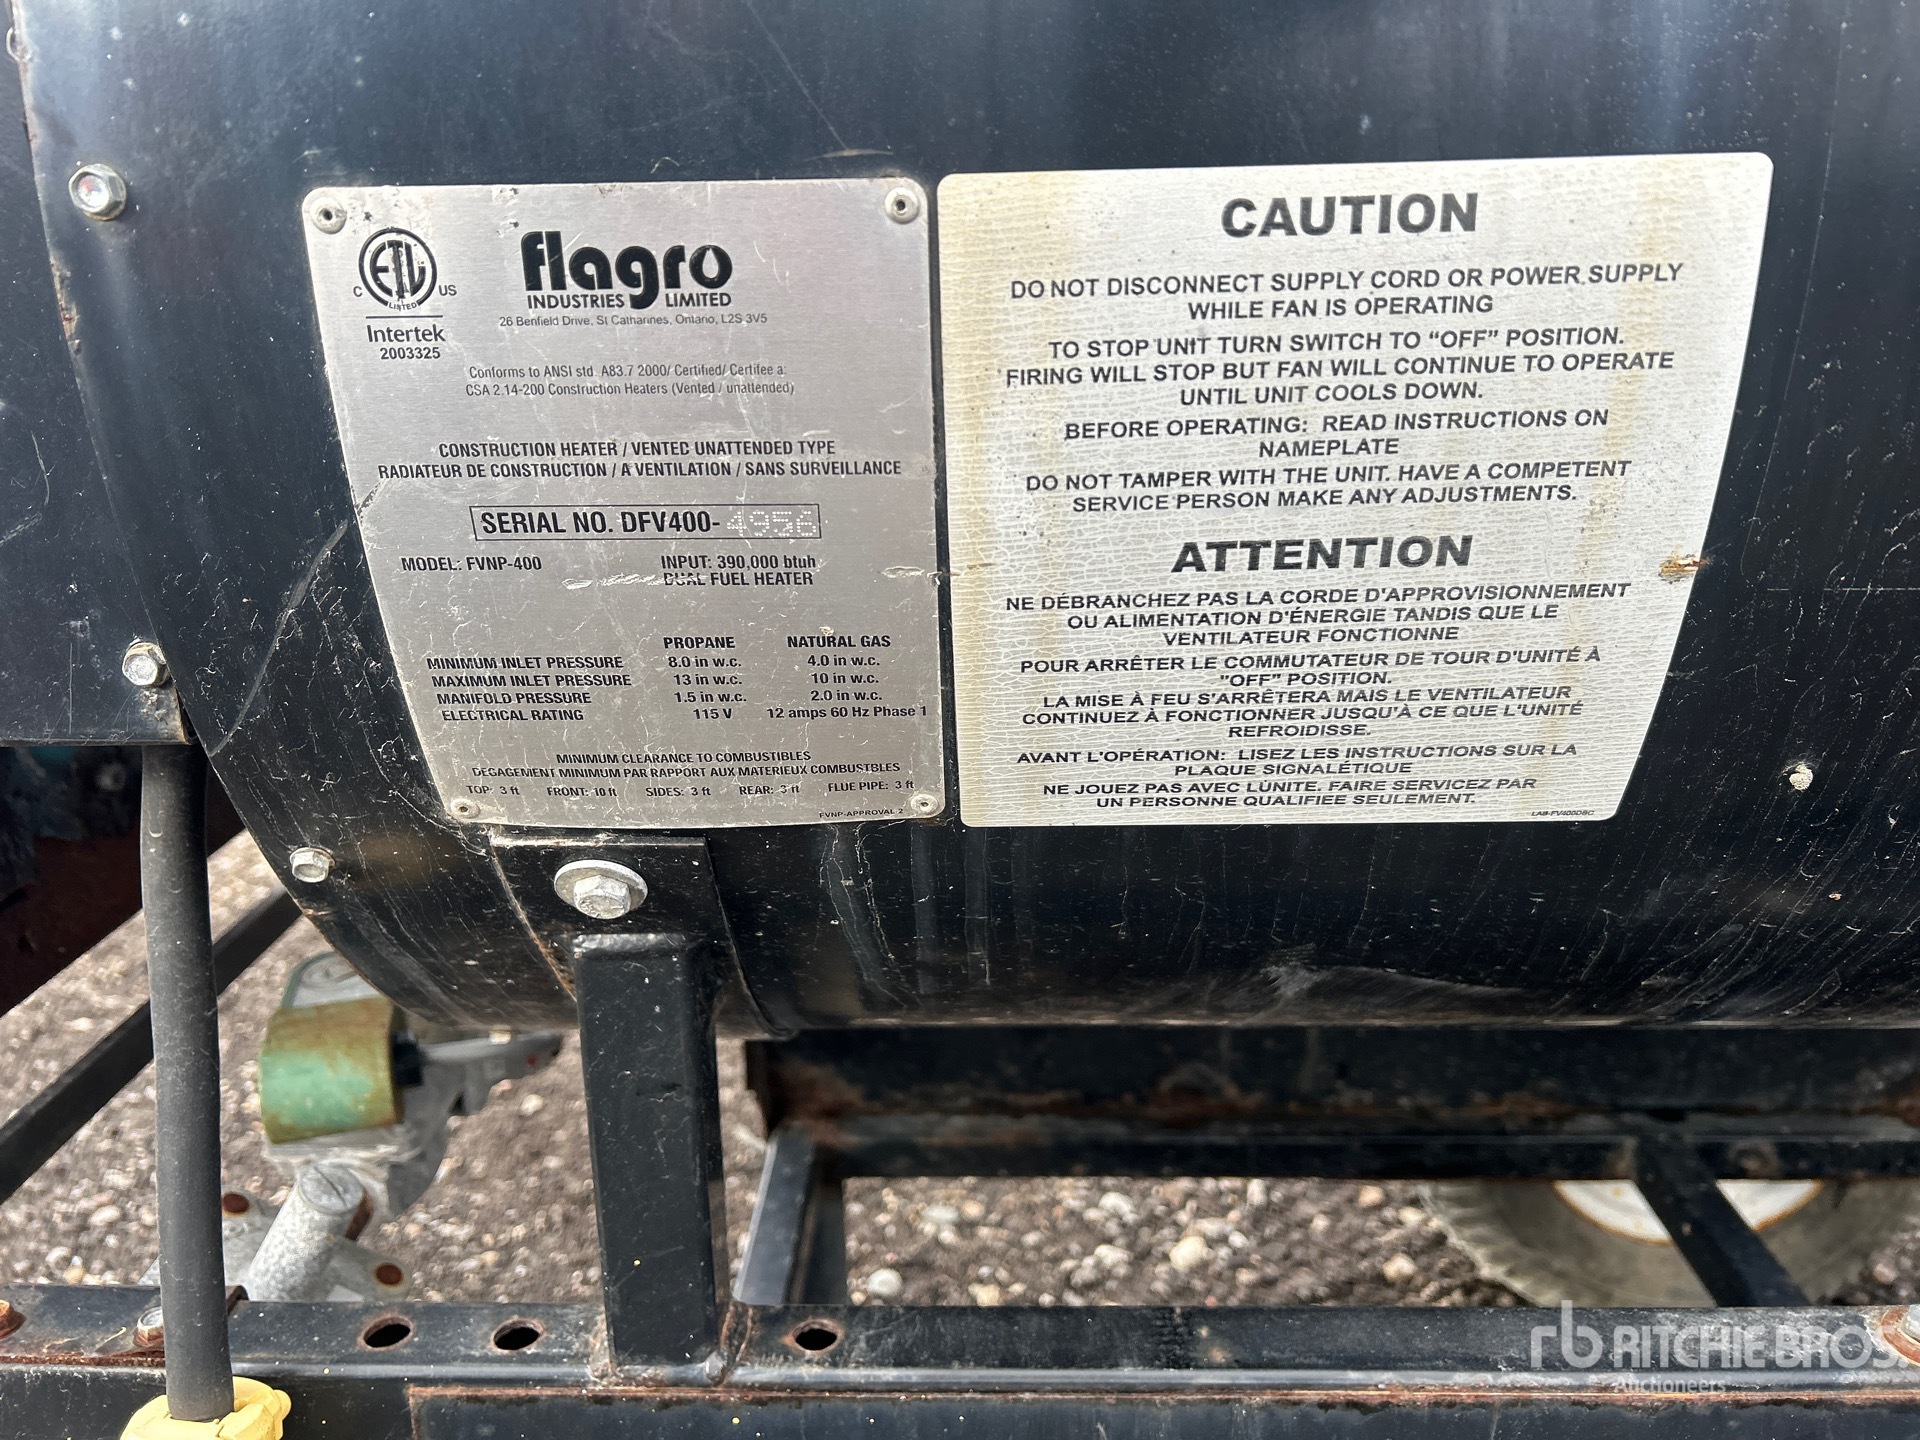 ETL
LISTED
C US
Intertek
2003325
flagro
INDUSTRIES LIMITED
26 Benfield Drive, St Catharines, Ontario, L2S 3V5
Conforms to ANSI std. A83.7 2000/ Certified/ Certifee a:
CSA 2.14-200 Construction Heaters (Vented / unattended)
CONSTRUCTION HEATER / VENTEC UNATTENDED TYPE
RADIATEUR DE CONSTRUCTION / A VENTILATION / SANS SURVEILLANCE
SERIAL NO. DFV400-4956
MODEL: FVNP-400 INPUT: 390,000 btuh
DUAL FUEL HEATER
PROPANE NATURAL GAS
MINIMUM INLET PRESSURE 8.0 in w.c. 4.0 in w.c.
MAXIMUM INLET PRESSURE 13 in w.c. 10 in w.c.
MANIFOLD PRESSURE 1.5 in w.c. 2.0 in w.c.
ELECTRICAL RATING 115 V 12 amps 60 Hz Phase 1
MINIMUM CLEARANCE TO COMBUSTIBLES
DEGAGEMENT MINIMUM PAR RAPPORT AUX MATERIEUX COMBUSTBLES
TOP: 3 ft FRONT: 10 ft SIDES: 3 ft REAR: 3 ft FLUE PIPE: 3 ft
FVNP-APPROVAL 2
CAUTION
DO NOT DISCONNECT SUPPLY CORD OR POWER SUPPLY
WHILE FAN IS OPERATING
TO STOP UNIT TURN SWITCH TO “OFF” POSITION.
FIRING WILL STOP BUT FAN WILL CONTINUE TO OPERATE
UNTIL UNIT COOLS DOWN.
BEFORE OPERATING: READ INSTRUCTIONS ON
NAMEPLATE
DO NOT TAMPER WITH THE UNIT. HAVE A COMPETENT
SERVICE PERSON MAKE ANY ADJUSTMENTS.
ATTENTION
NE DÉBRANCHEZ PAS LA CORDE D'APPROVISIONNEMENT
OU ALIMENTATION D'ÉNERGIE TANDIS QUE LE
VENTILATEUR FONCTIONNE
POUR ARRÊTER LE COMMUTATEUR DE TOUR D'UNITÉ À
"OFF" POSITION.
LA MISE À FEU S'ARRÊTERA MAIS LE VENTILATEUR
CONTINUEZ À FONCTIONNER JUSQU'À CE QUE L'UNITÉ
REFROIDISSE.
AVANT L'OPÉRATION: LISEZ LES INSTRUCTIONS SUR LA
PLAQUE SIGNALÉTIQUE
NE JOUEZ PAS AVEC LUNITE. FAIRE SERVICEZ PAR
UN PERSONNE QUALIFIEE SEULEMENT.
LAB-FV400DSC
rb RITCHIE BROS.
Auctioneers